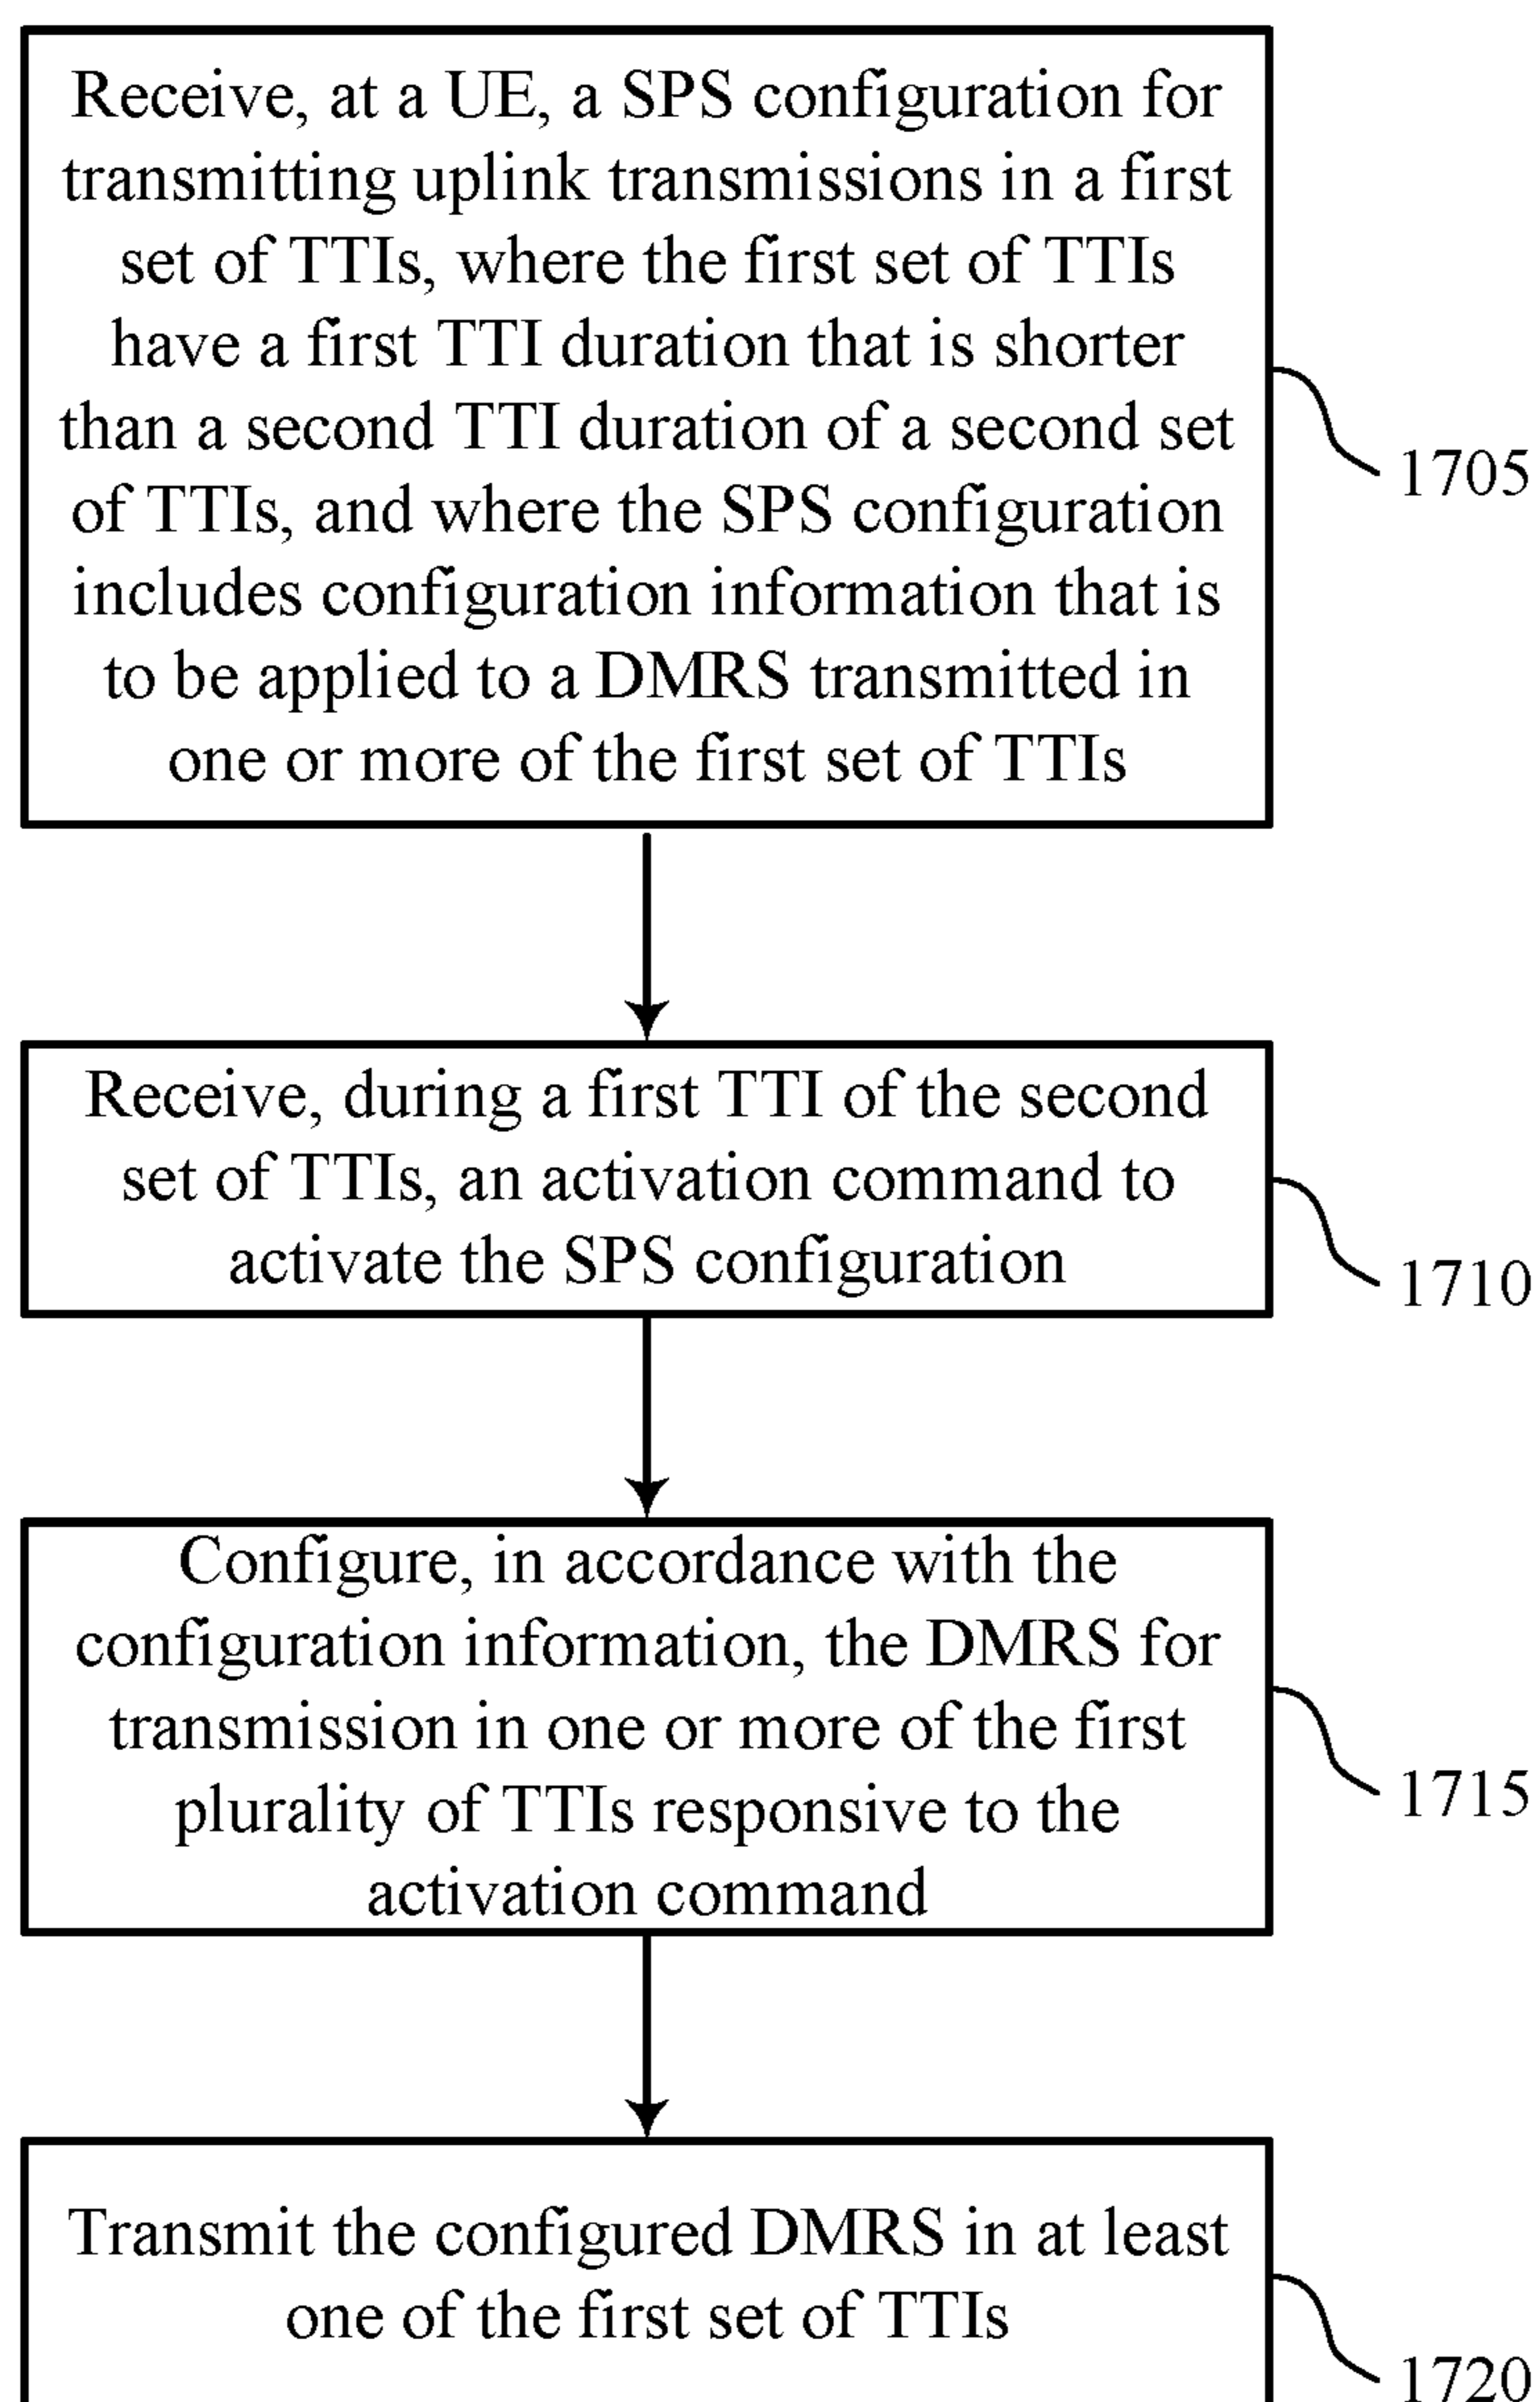 Receive, at a UE, a SPS configuration for
transmitting uplink transmissions in a first
set of TTIs, where the first set of TTIs
have a first TTI duration that is shorter
than a second TTI duration of a second set
of TTIs, and where the SPS configuration
includes configuration information that is
to be applied to a DMRS transmitted in
one or more of the first set of TTIs
1705
Receive, during a first TTI of the second
set of TTIs, an activation command to
activate the SPS configuration
1710
Configure, in accordance with the
configuration information, the DMRS for
transmission in one or more of the first
plurality of TTIs responsive to the
activation command
1715
Transmit the configured DMRS in at least
one of the first set of TTIs
1720